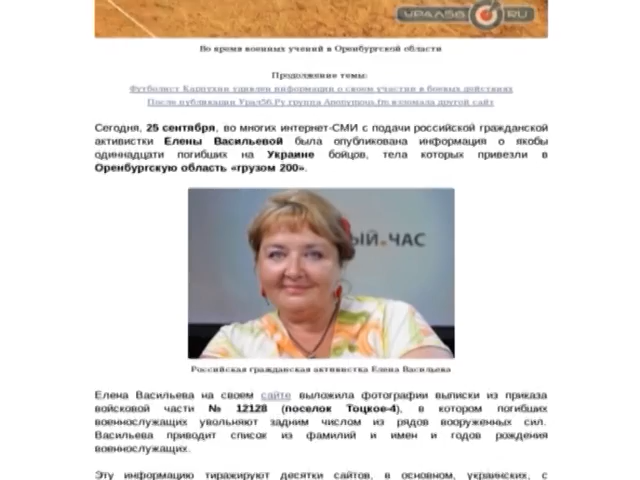 УРАЛ56 RU
Во время военных учений в Оренбургской области
Продолжение темы:
Футболист Карпухин удивлен информации о своем участии в боевых действиях
После публикации Урал56.Ру группа Anonymous.fm взломала другой сайт
Сегодня, 25 сентября, во многих интернет-СМИ с подачи российской гражданской
активистки Елены Васильевой была опубликована информация о якобы
одиннадцати погибших на Украине бойцов, тела которых привезли в
Оренбургскую область «грузом 200».
ЫЙ.ЧАС
Российская гражданская активистка Елена Васильева
Елена Васильева на своем сайте выложила фотографии выписки из приказа
войсковой части № 12128 (поселок Тоцкое-4), в котором погибших
военнослужащих увольняют задним числом из рядов вооруженных сил.
Васильева приводит список из фамилий и имен и годов рождения
военнослужащих.
Эту информацию тиражируют десятки сайтов, в основном, украинских, с